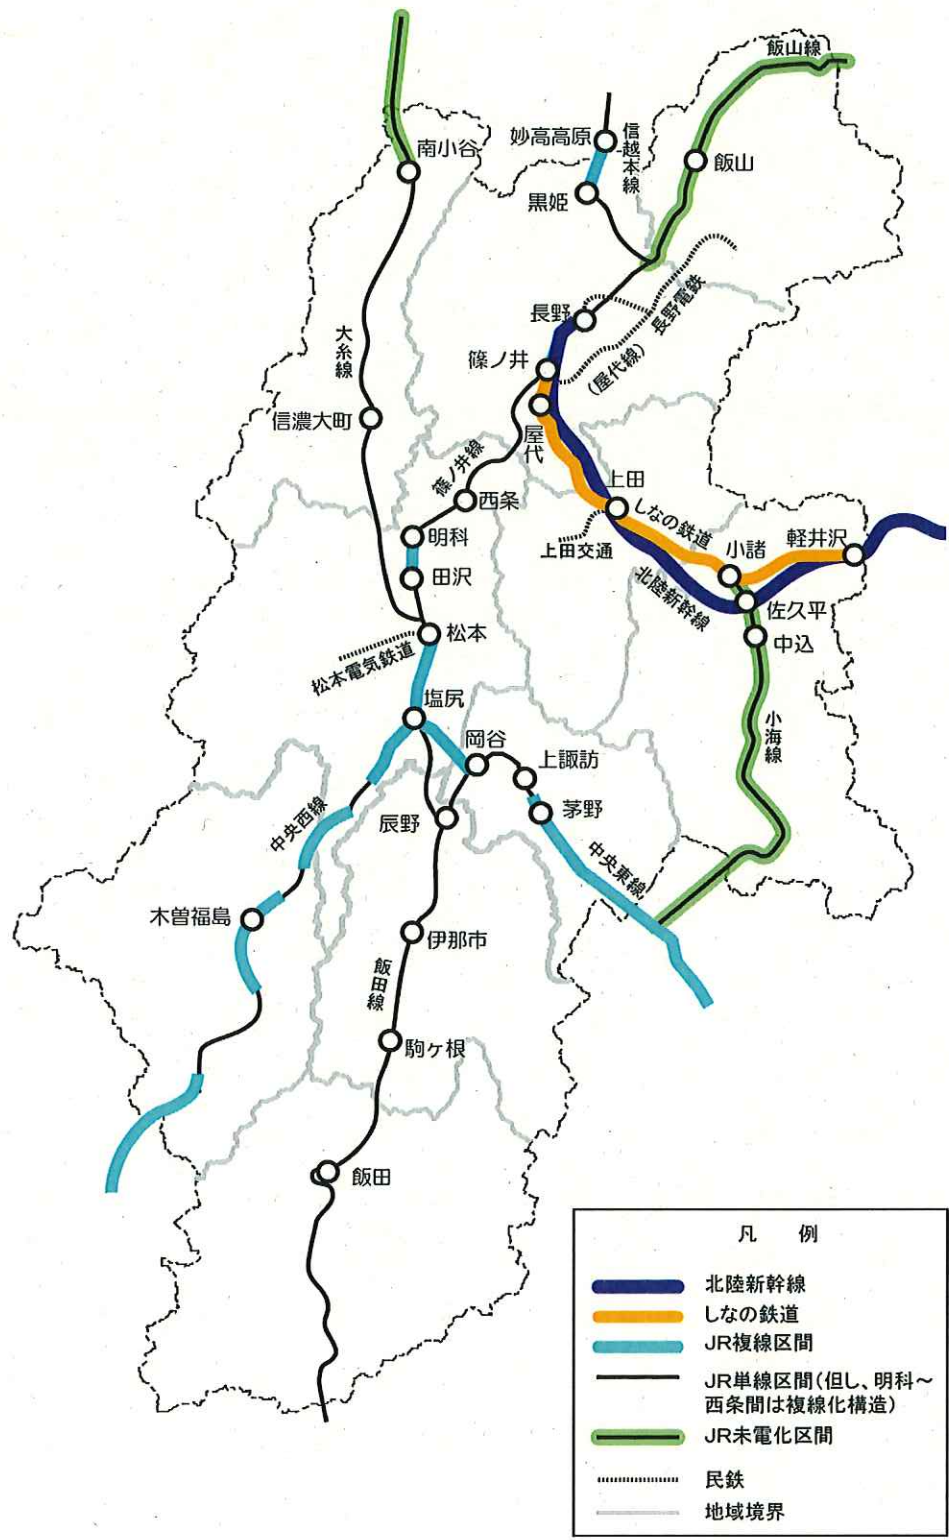 飯山線
妙高高原
信越本線
南小谷
飯山
黒姫
長野
長野電鉄
大糸線
篠ノ井
(屋代線)
信濃大町
屋代
篠ノ井線
上田
西条
しなの鉄道
明科
上田交通
小諸
軽井沢
田沢
北陸新幹線
佐久平
松本
中込
松本電気鉄道
塩尻
小海線
岡谷
上諏訪
中央西線
辰野
茅野
中央東線
木曽福島
伊那市
飯田線
駒ヶ根
飯田
凡　例
北陸新幹線
しなの鉄道
JR複線区間
JR単線区間(但し、明科～
西条間は複線化構造)
JR未電化区間
民鉄
地域境界